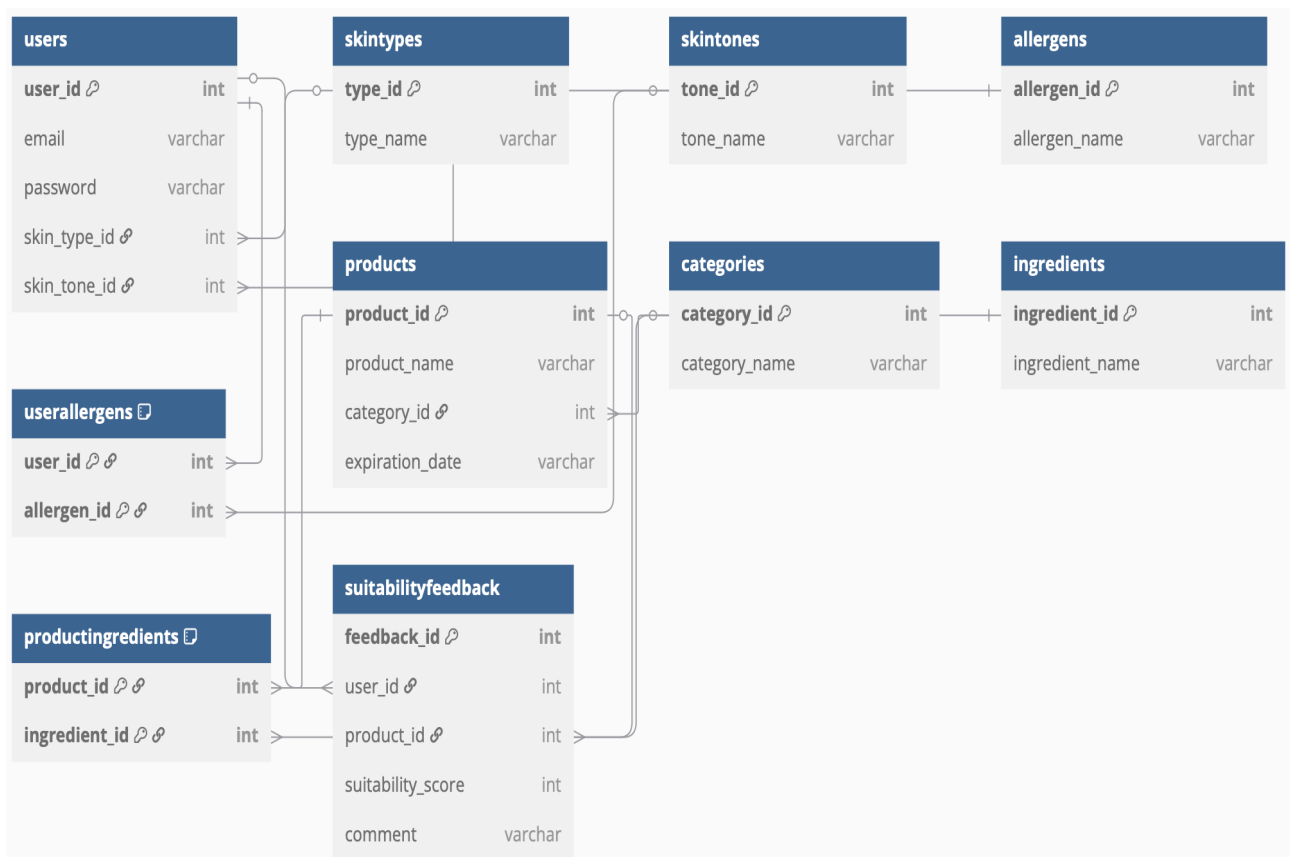 users
user_id int
email varchar
password varchar
skin_type_id int
skin_tone_id int
skintypes
type_id int
type_name varchar
skintones
tone_id int
tone_name varchar
allergens
allergen_id int
allergen_name varchar
products
product_id int
product_name varchar
category_id int
expiration_date varchar
categories
category_id int
category_name varchar
ingredients
ingredient_id int
ingredient_name varchar
userallergens
user_id int
allergen_id int
suitabilityfeedback
feedback_id int
user_id int
product_id int
suitability_score int
comment varchar
productingredients
product_id int
ingredient_id int